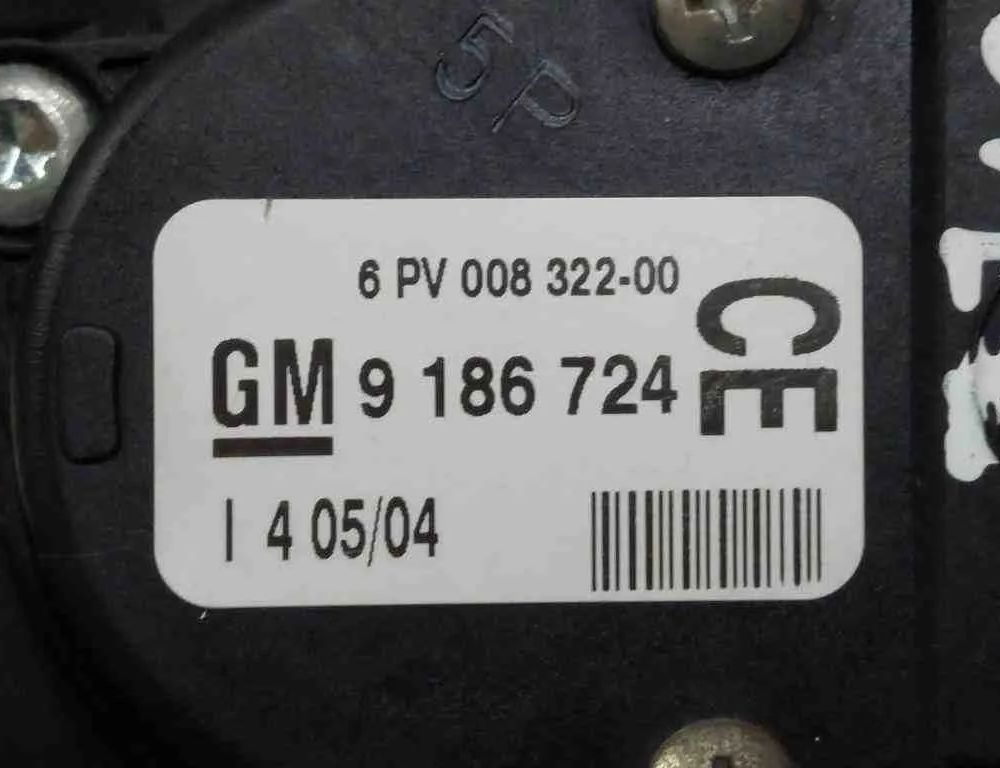 5P
6 PV 008 322-00
GM 9 186 724
CE
I 4 05/04